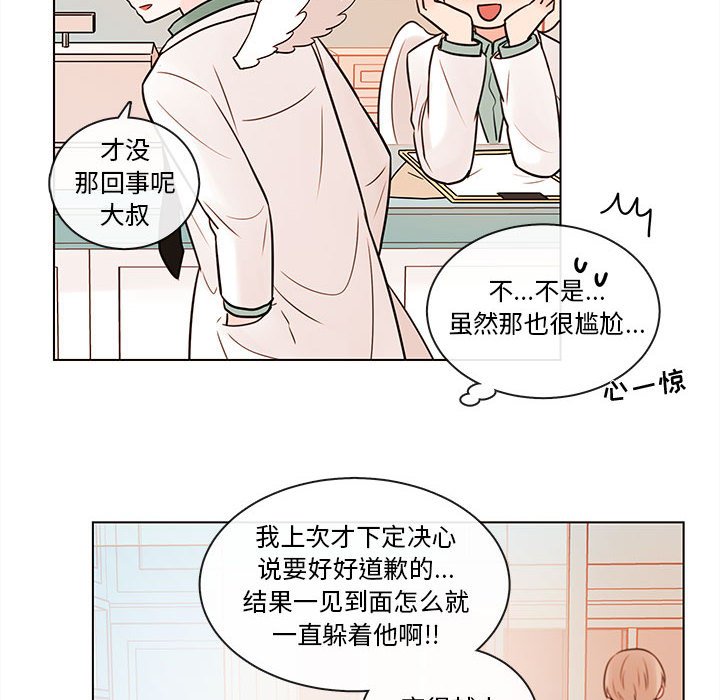 才没
那回事呢
大叔
不...不是...
虽然那也很尴尬...
心一惊
我上次才下定决心
说要好好道歉的...
结果一见到面怎么就
一直躲着他啊!!